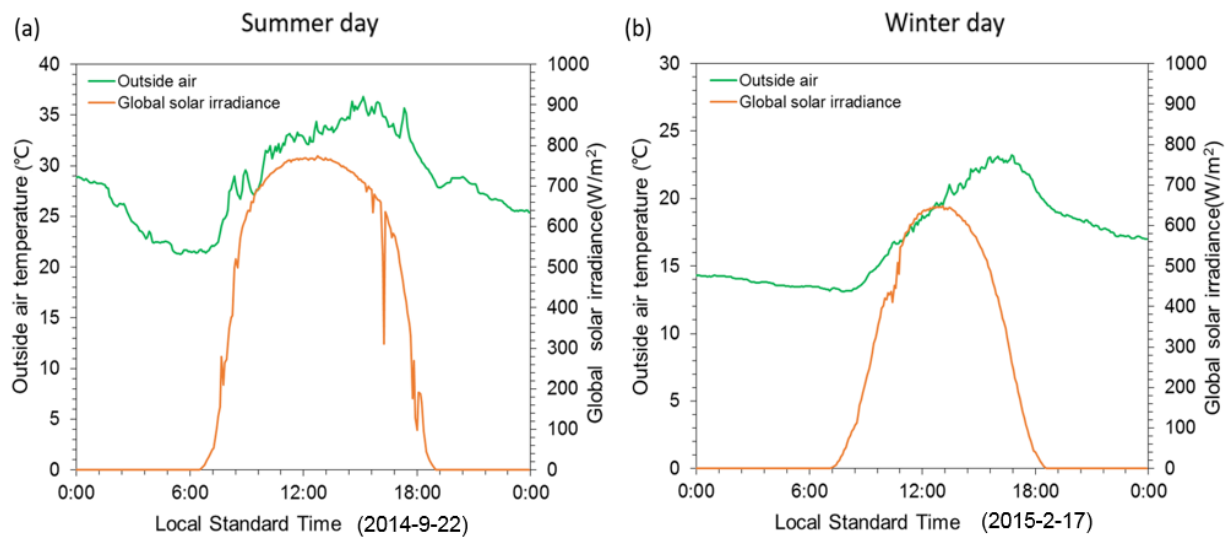 (a) Summer day
40
35
30
25
20
15
10
5
0
Outside air temperature (℃)
Outside air
Global solar irradiance
1000
900
800
700
600
500
400
300
200
100
0
Global solar irradiance(W/m²)
0:00 6:00 12:00 18:00 0:00
Local Standard Time (2014-9-22)
(b) Winter day
30
25
20
15
10
5
0
Outside air temperature (℃)
Outside air
Global solar irradiance
1000
900
800
700
600
500
400
300
200
100
0
Global solar irradiance(W/m²)
0:00 6:00 12:00 18:00 0:00
Local Standard Time (2015-2-17)